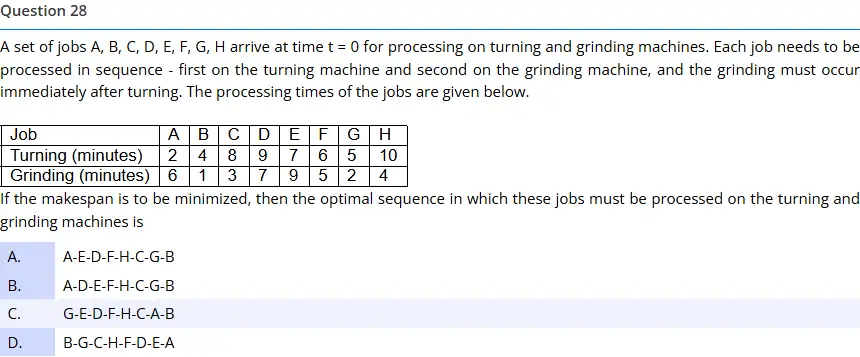 Question 28
A set of jobs A, B, C, D, E, F, G, H arrive at time t = 0 for processing on turning and grinding machines. Each job needs to be
processed in sequence - first on the turning machine and second on the grinding machine, and the grinding must occur
immediately after turning. The processing times of the jobs are given below.
Job A B C D E F G H
Turning (minutes) 2 4 8 9 7 6 5 10
Grinding (minutes) 6 1 3 7 9 5 2 4
If the makespan is to be minimized, then the optimal sequence in which these jobs must be processed on the turning and
grinding machines is
A. A-E-D-F-H-C-G-B
B. A-D-E-F-H-C-G-B
C. G-E-D-F-H-C-A-B
D. B-G-C-H-F-D-E-A